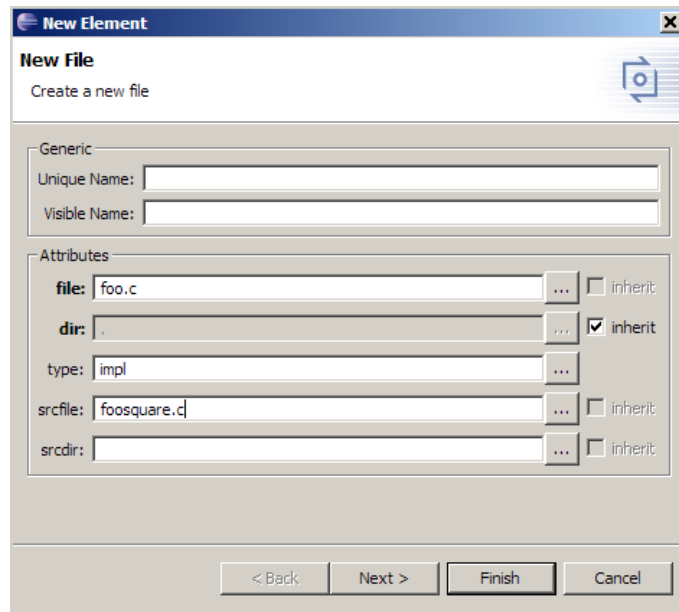 New Element
New File
Create a new file
Generic
Unique Name:
Visible Name:
Attributes
file: foo.c ... inherit
dir: . ... inherit
type: impl ...
srcfile: foosquare.c ... inherit
srcdir: ... inherit
< Back Next > Finish Cancel